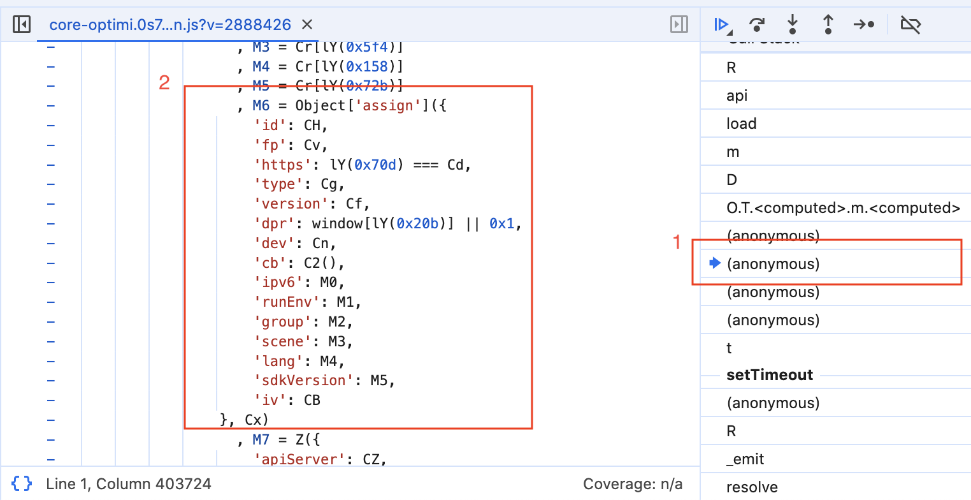 core-optimi.0s7...n.js?v=2888426 ×
– , M3 = Cr[lY(0x5f4)]
– , M4 = Cr[lY(0x158)]
2
– , M5 = Cr[lY(0x72b)]
– , M6 = Object['assign']({
– 'id': CH,
– 'fp': Cv,
– 'https': lY(0x70d) === Cd,
– 'type': Cg,
– 'version': Cf,
– 'dpr': window[lY(0x20b)] || 0x1,
– 'dev': Cn,
– 'cb': C2(),
– 'ipv6': M0,
– 'runEnv': M1,
– 'group': M2,
– 'scene': M3,
– 'lang': M4,
– 'sdkVersion': M5,
– 'iv': CB
– }, Cx)
– , M7 = Z({
– 'apiServer': CZ,
{} Line 1, Column 403724
Coverage: n/a
Call Stack
R
api
load
m
D
O.T.<computed>.m.<computed>
(anonymous)
1
(anonymous)
(anonymous)
(anonymous)
t
setTimeout
(anonymous)
R
_emit
resolve